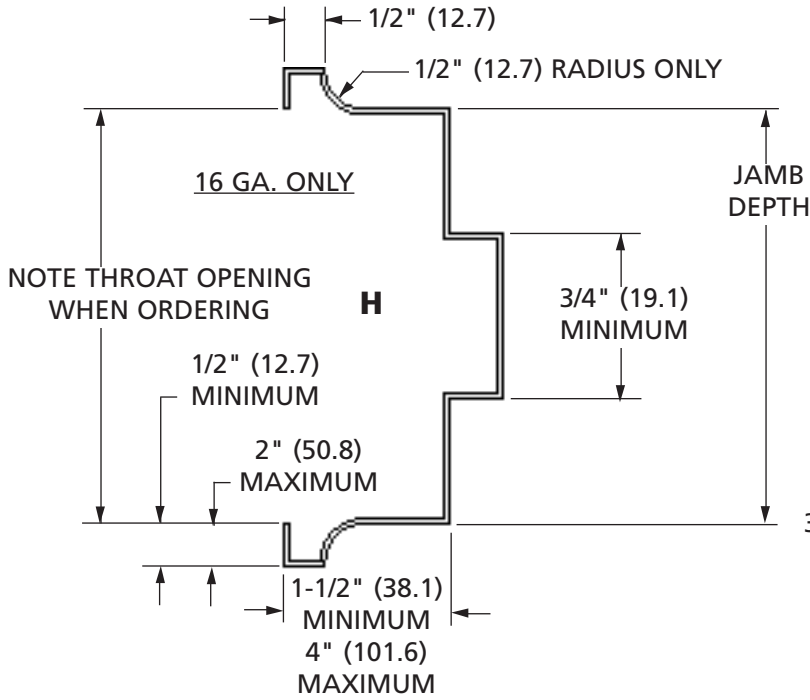 1/2" (12.7)
1/2" (12.7) RADIUS ONLY
16 GA. ONLY
JAMB
DEPTH
NOTE THROAT OPENING
WHEN ORDERING
H
3/4" (19.1)
MINIMUM
1/2" (12.7)
MINIMUM
2" (50.8)
MAXIMUM
3
1-1/2" (38.1)
MINIMUM
4" (101.6)
MAXIMUM